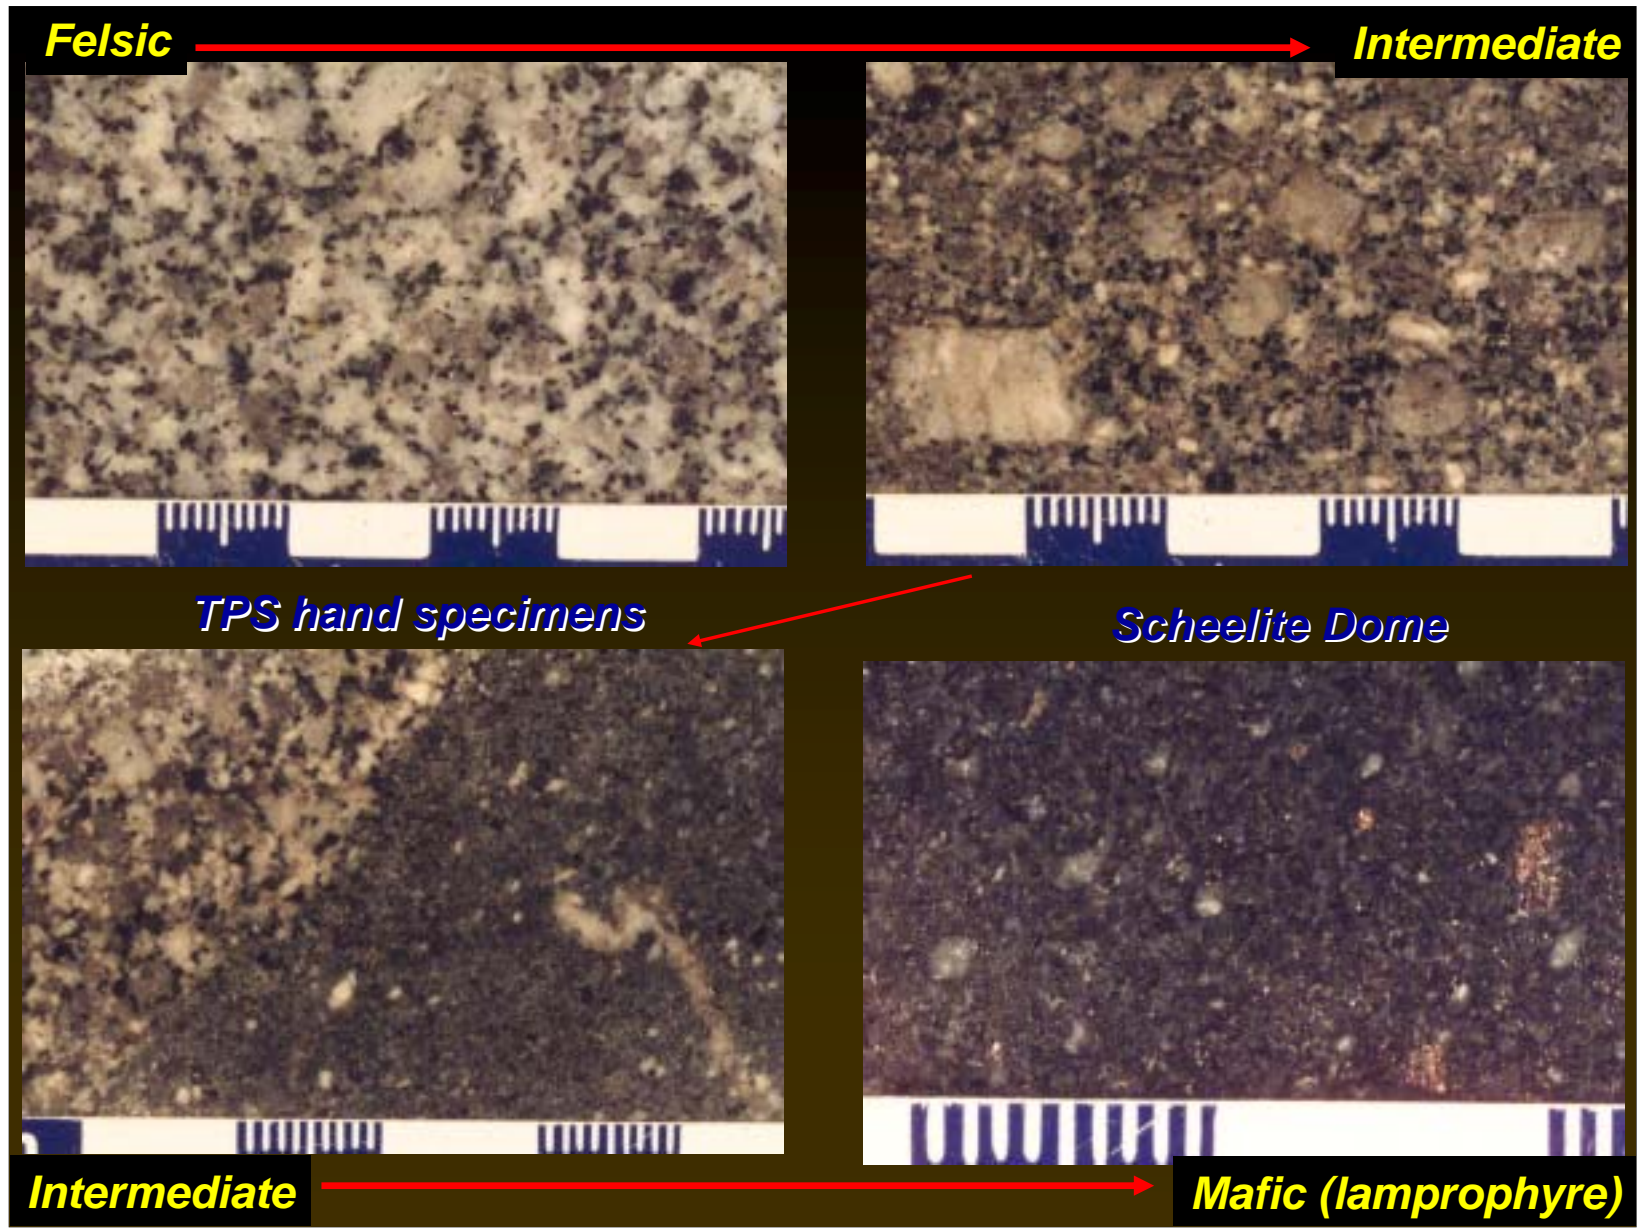 Felsic
Intermediate
TPS hand specimens
Scheelite Dome
Intermediate
Mafic (lamprophyre)